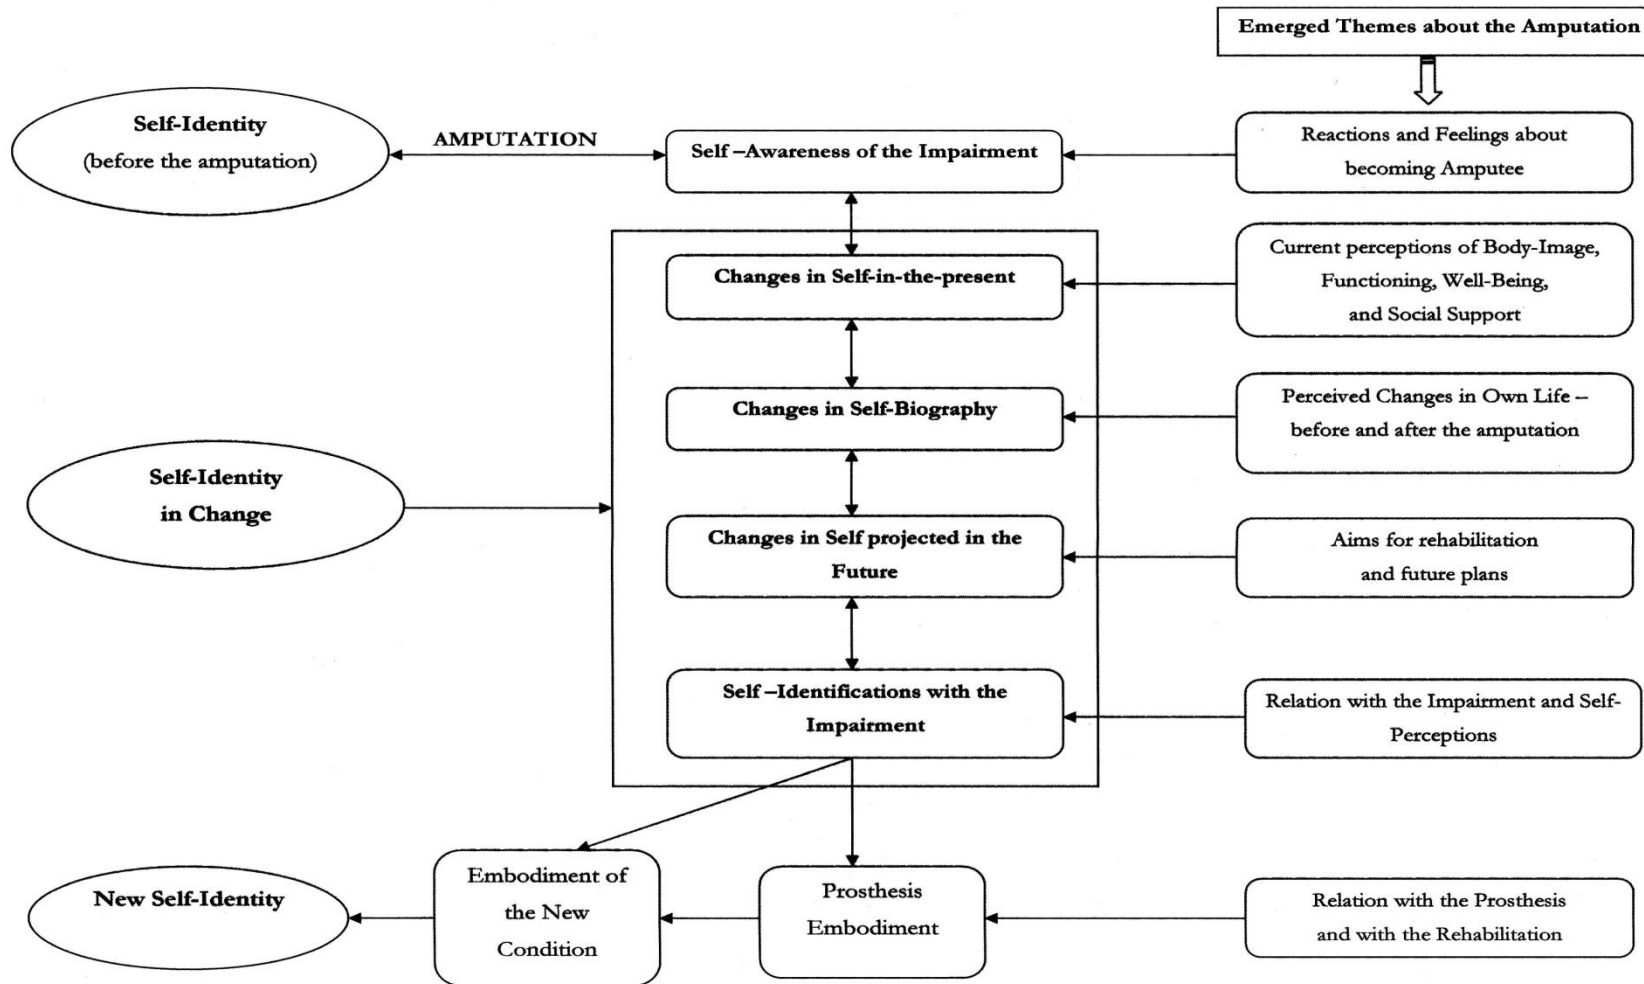 Emerged Themes about the Amputation
Self-Identity
(before the amputation)
AMPUTATION
Self –Awareness of the Impairment
Reactions and Feelings about
becoming Amputee
Changes in Self-in-the-present
Current perceptions of Body-Image,
Functioning, Well-Being,
and Social Support
Changes in Self-Biography
Perceived Changes in Own Life –
before and after the amputation
Self-Identity
in Change
Changes in Self projected in the
Future
Aims for rehabilitation
and future plans
Self –Identifications with the
Impairment
Relation with the Impairment and Self-
Perceptions
New Self-Identity
Embodiment of
the New
Condition
Prosthesis
Embodiment
Relation with the Prosthesis
and with the Rehabilitation